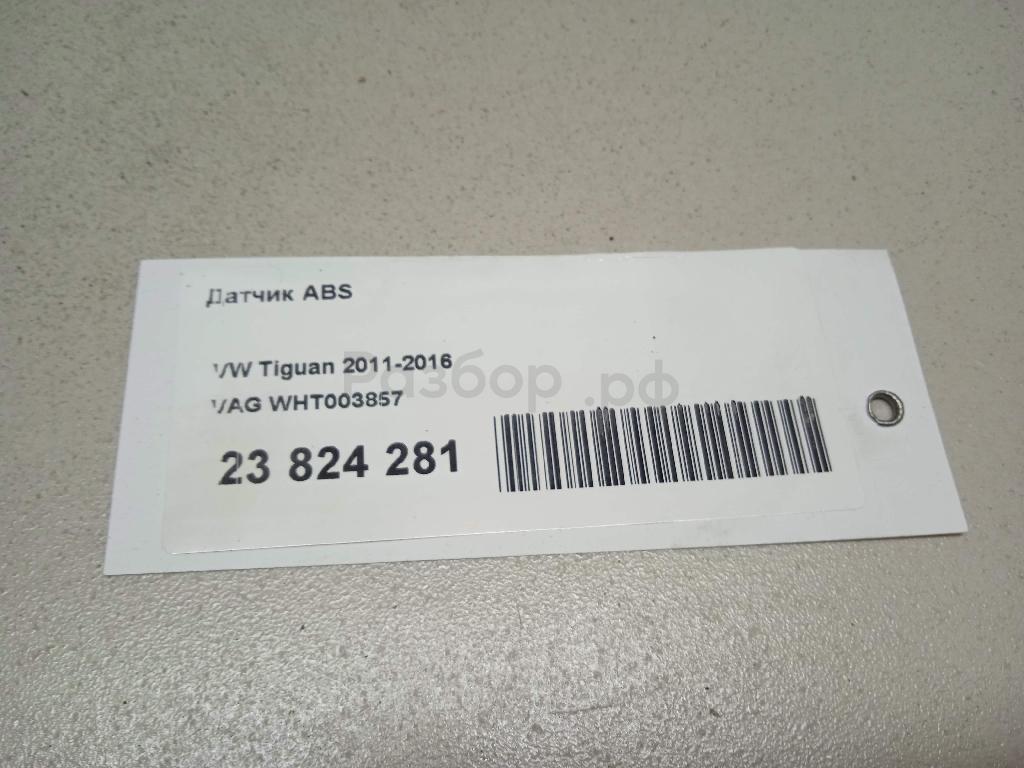 Датчик ABS
VW Tiguan 2011-2016
VAG WHT003857
23 824 281
Разбор.рф